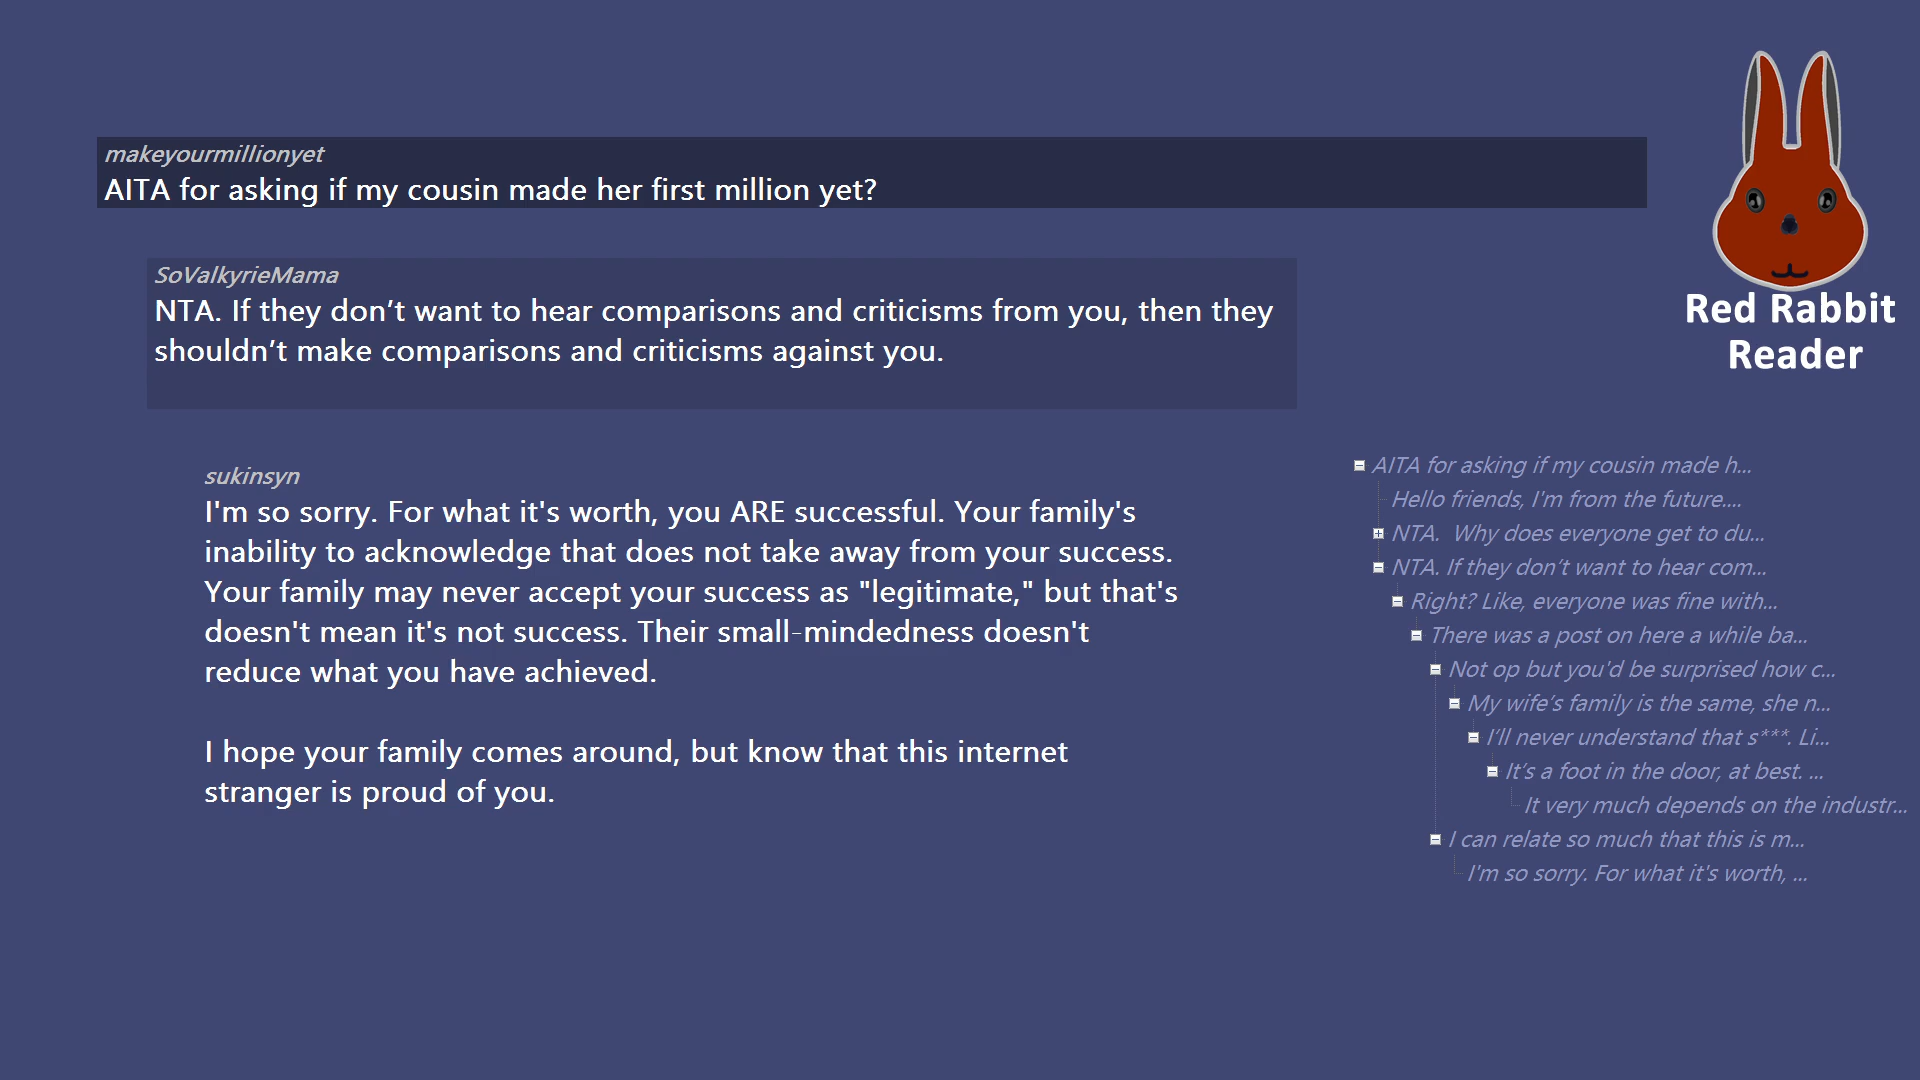 makeyourmillionyet
AITA for asking if my cousin made her first million yet?
SoValkyrieMama
NTA. If they don’t want to hear comparisons and criticisms from you, then they
shouldn’t make comparisons and criticisms against you.
sukinsyn
I'm so sorry. For what it's worth, you ARE successful. Your family's
inability to acknowledge that does not take away from your success.
Your family may never accept your success as "legitimate," but that's
doesn't mean it's not success. Their small-mindedness doesn't
reduce what you have achieved.
I hope your family comes around, but know that this internet
stranger is proud of you.
Red Rabbit
Reader
AITA for asking if my cousin made h...
Hello friends, I'm from the future....
NTA.  Why does everyone get to du...
NTA. If they don’t want to hear com...
Right? Like, everyone was fine with...
There was a post on here a while ba...
Not op but you'd be surprised how c...
My wife’s family is the same, she n...
I’ll never understand that s***. Li...
It’s a foot in the door, at best. ...
It very much depends on the industr...
I can relate so much that this is m...
I'm so sorry. For what it's worth, ...